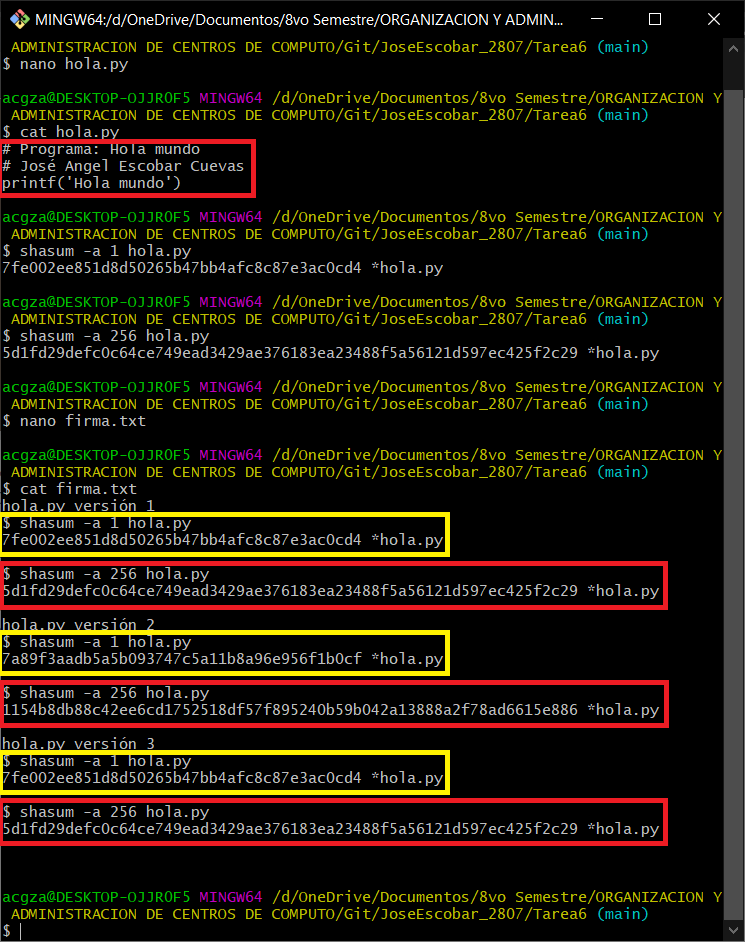 MINGW64:/d/OneDrive/Documentos/8vo Semestre/ORGANIZACION Y ADMIN...
ADMINISTRACION DE CENTROS DE COMPUTO/Git/JoseEscobar_2807/Tarea6 (main)
$ nano hola.py
acgza@DESKTOP-OJJR0F5 MINGW64 /d/OneDrive/Documentos/8vo Semestre/ORGANIZACION Y
ADMINISTRACION DE CENTROS DE COMPUTO/Git/JoseEscobar_2807/Tarea6 (main)
$ cat hola.py
# Programa: Hola mundo
# José Angel Escobar Cuevas
printf('Hola mundo')
acgza@DESKTOP-OJJR0F5 MINGW64 /d/OneDrive/Documentos/8vo Semestre/ORGANIZACION Y
ADMINISTRACION DE CENTROS DE COMPUTO/Git/JoseEscobar_2807/Tarea6 (main)
$ shasum -a 1 hola.py
7fe002ee851d8d50265b47bb4afc8c87e3ac0cd4 *hola.py
acgza@DESKTOP-OJJR0F5 MINGW64 /d/OneDrive/Documentos/8vo Semestre/ORGANIZACION Y
ADMINISTRACION DE CENTROS DE COMPUTO/Git/JoseEscobar_2807/Tarea6 (main)
$ shasum -a 256 hola.py
5d1fd29defc0c64ce749ead3429ae376183ea23488f5a56121d597ec425f2c29 *hola.py
acgza@DESKTOP-OJJR0F5 MINGW64 /d/OneDrive/Documentos/8vo Semestre/ORGANIZACION Y
ADMINISTRACION DE CENTROS DE COMPUTO/Git/JoseEscobar_2807/Tarea6 (main)
$ nano firma.txt
acgza@DESKTOP-OJJR0F5 MINGW64 /d/OneDrive/Documentos/8vo Semestre/ORGANIZACION Y
ADMINISTRACION DE CENTROS DE COMPUTO/Git/JoseEscobar_2807/Tarea6 (main)
$ cat firma.txt
hola.py versión 1
$ shasum -a 1 hola.py
7fe002ee851d8d50265b47bb4afc8c87e3ac0cd4 *hola.py
$ shasum -a 256 hola.py
5d1fd29defc0c64ce749ead3429ae376183ea23488f5a56121d597ec425f2c29 *hola.py
hola.py versión 2
$ shasum -a 1 hola.py
7a89f3aadb5a5b093747c5a11b8a96e956f1b0cf *hola.py
$ shasum -a 256 hola.py
1154b8db88c42ee6cd1752518df57f895240b59b042a13888a2f78ad6615e886 *hola.py
hola.py versión 3
$ shasum -a 1 hola.py
7fe002ee851d8d50265b47bb4afc8c87e3ac0cd4 *hola.py
$ shasum -a 256 hola.py
5d1fd29defc0c64ce749ead3429ae376183ea23488f5a56121d597ec425f2c29 *hola.py
acgza@DESKTOP-OJJR0F5 MINGW64 /d/OneDrive/Documentos/8vo Semestre/ORGANIZACION Y
ADMINISTRACION DE CENTROS DE COMPUTO/Git/JoseEscobar_2807/Tarea6 (main)
$